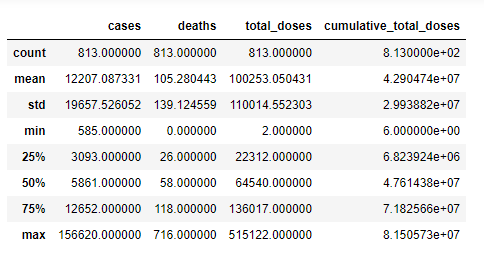 cases deaths total_doses cumulative_total_doses
count 813.000000 813.000000 813.000000 8.130000e+02
mean 12207.087331 105.280443 100253.050431 4.290474e+07
std 19657.526052 139.124559 110014.552303 2.993882e+07
min 585.000000 0.000000 2.000000 6.000000e+00
25% 3093.000000 26.000000 22312.000000 6.823924e+06
50% 5861.000000 58.000000 64540.000000 4.761438e+07
75% 12652.000000 118.000000 136017.000000 7.182566e+07
max 156620.000000 716.000000 515122.000000 8.150573e+07